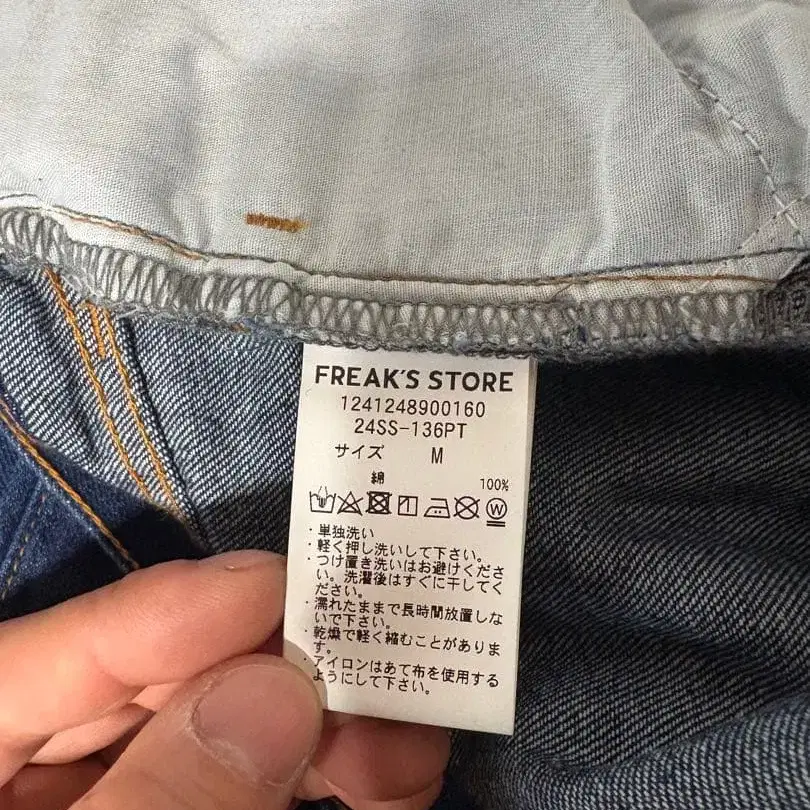 FREAK'S STORE
1241248900160
24SS-136PT
サイズ M
綿 100%
・単独洗い
・軽く押し洗いして下さい。
・つけ置き洗いはお避けくださ
い。洗濯後はすぐに干してく
ださい。
・濡れたままで長時間放置しな
いで下さい。
・乾燥で軽く縮むことがありま
す。
・アイロンはあて布を使用する
ようにして下さい。